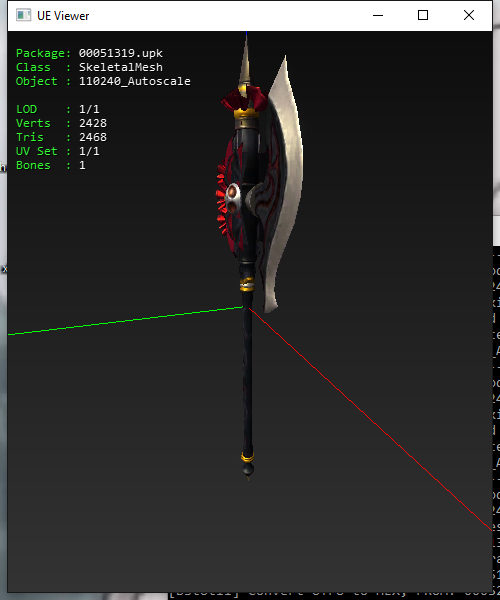 UE Viewer
Package: 00051319.upk
Class  : SkeletalMesh
Object : 110240_Autoscale
LOD    : 1/1
Verts  : 2428
Tris   : 2468
UV Set : 1/1
Bones  : 1